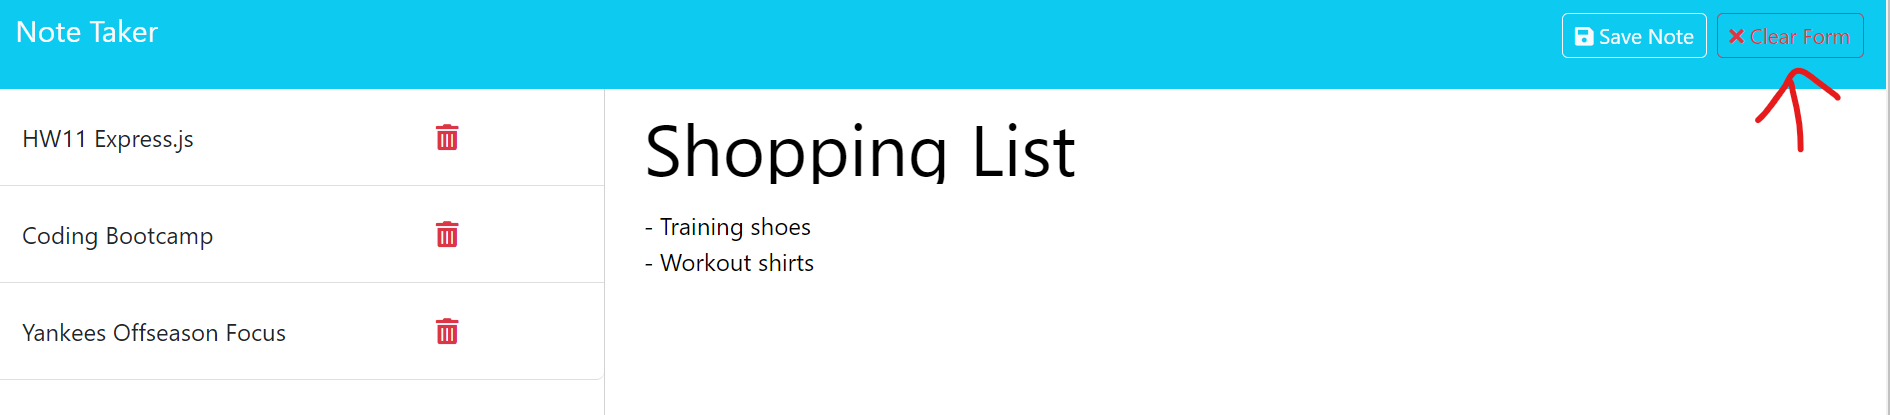 Note Taker
Save Note
Clear Form
HW11 Express.js
Coding Bootcamp
Yankees Offseason Focus
Shopping List
- Training shoes
- Workout shirts